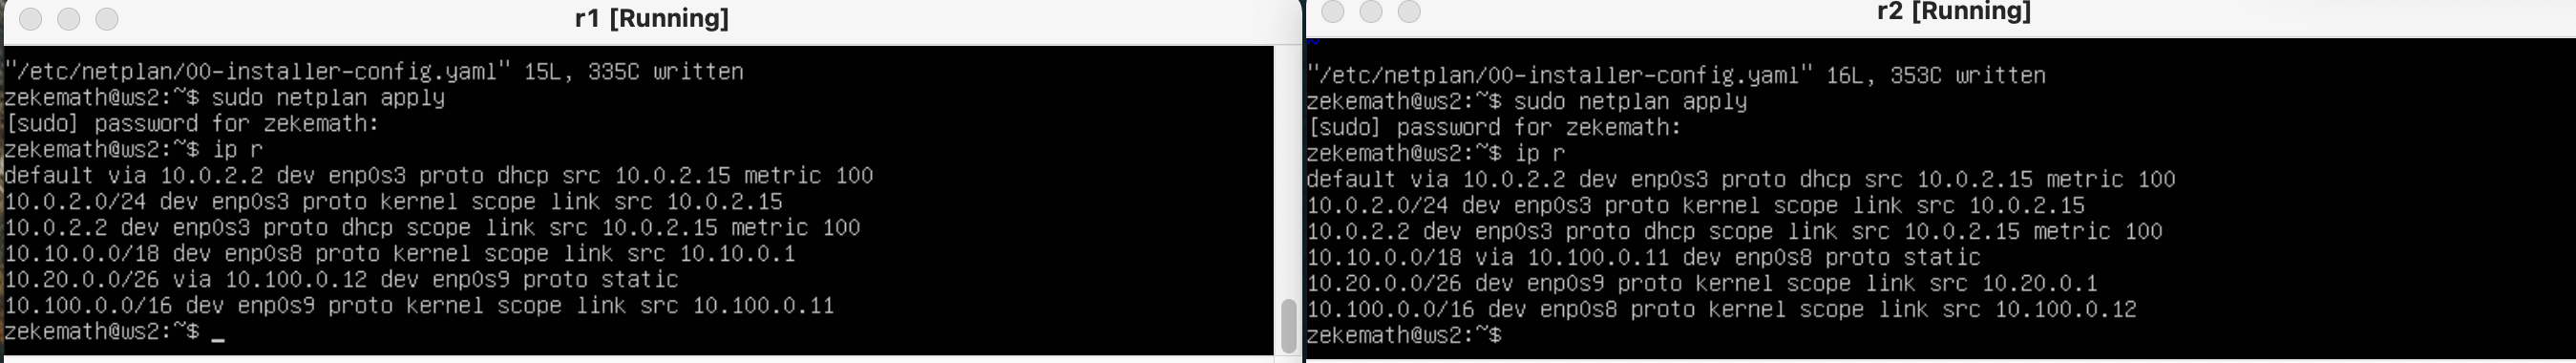 r1 [Running]
"/etc/netplan/00-installer-config.yaml" 15L, 335C written
zekemath@ws2:~$ sudo netplan apply
[sudo] password for zekemath:
zekemath@ws2:~$ ip r
default via 10.0.2.2 dev enp0s3 proto dhcp src 10.0.2.15 metric 100
10.0.2.0/24 dev enp0s3 proto kernel scope link src 10.0.2.15
10.0.2.2 dev enp0s3 proto dhcp scope link src 10.0.2.15 metric 100
10.10.0.0/18 dev enp0s8 proto kernel scope link src 10.10.0.1
10.20.0.0/26 via 10.100.0.12 dev enp0s9 proto static
10.100.0.0/16 dev enp0s9 proto kernel scope link src 10.100.0.11
zekemath@ws2:~$ _
r2 [Running]
~
"/etc/netplan/00-installer-config.yaml" 16L, 353C written
zekemath@ws2:~$ sudo netplan apply
[sudo] password for zekemath:
zekemath@ws2:~$ ip r
default via 10.0.2.2 dev enp0s3 proto dhcp src 10.0.2.15 metric 100
10.0.2.0/24 dev enp0s3 proto kernel scope link src 10.0.2.15
10.0.2.2 dev enp0s3 proto dhcp scope link src 10.0.2.15 metric 100
10.10.0.0/18 via 10.100.0.11 dev enp0s8 proto static
10.20.0.0/26 dev enp0s9 proto kernel scope link src 10.20.0.1
10.100.0.0/16 dev enp0s8 proto kernel scope link src 10.100.0.12
zekemath@ws2:~$